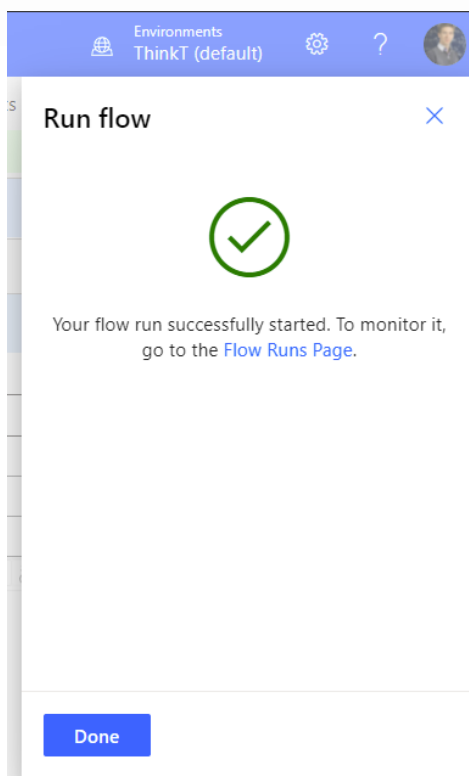 Environments
ThinkT (default)
?
Run flow
Your flow run successfully started. To monitor it,
go to the Flow Runs Page.
Done